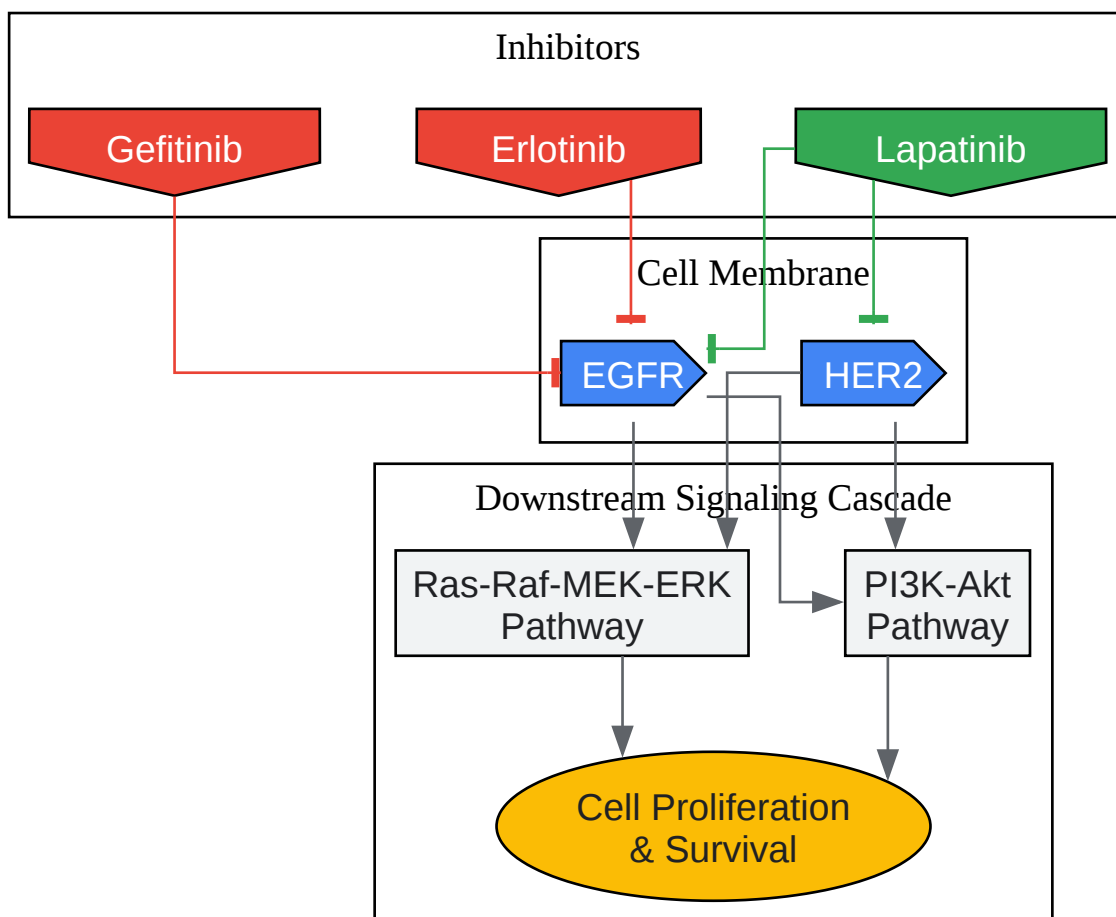 Inhibitors
Gefitinib
Erlotinib
Lapatinib
Cell Membrane
EGFR
HER2
Downstream Signaling Cascade
Ras-Raf-MEK-ERK
Pathway
PI3K-Akt
Pathway
Cell Proliferation
& Survival